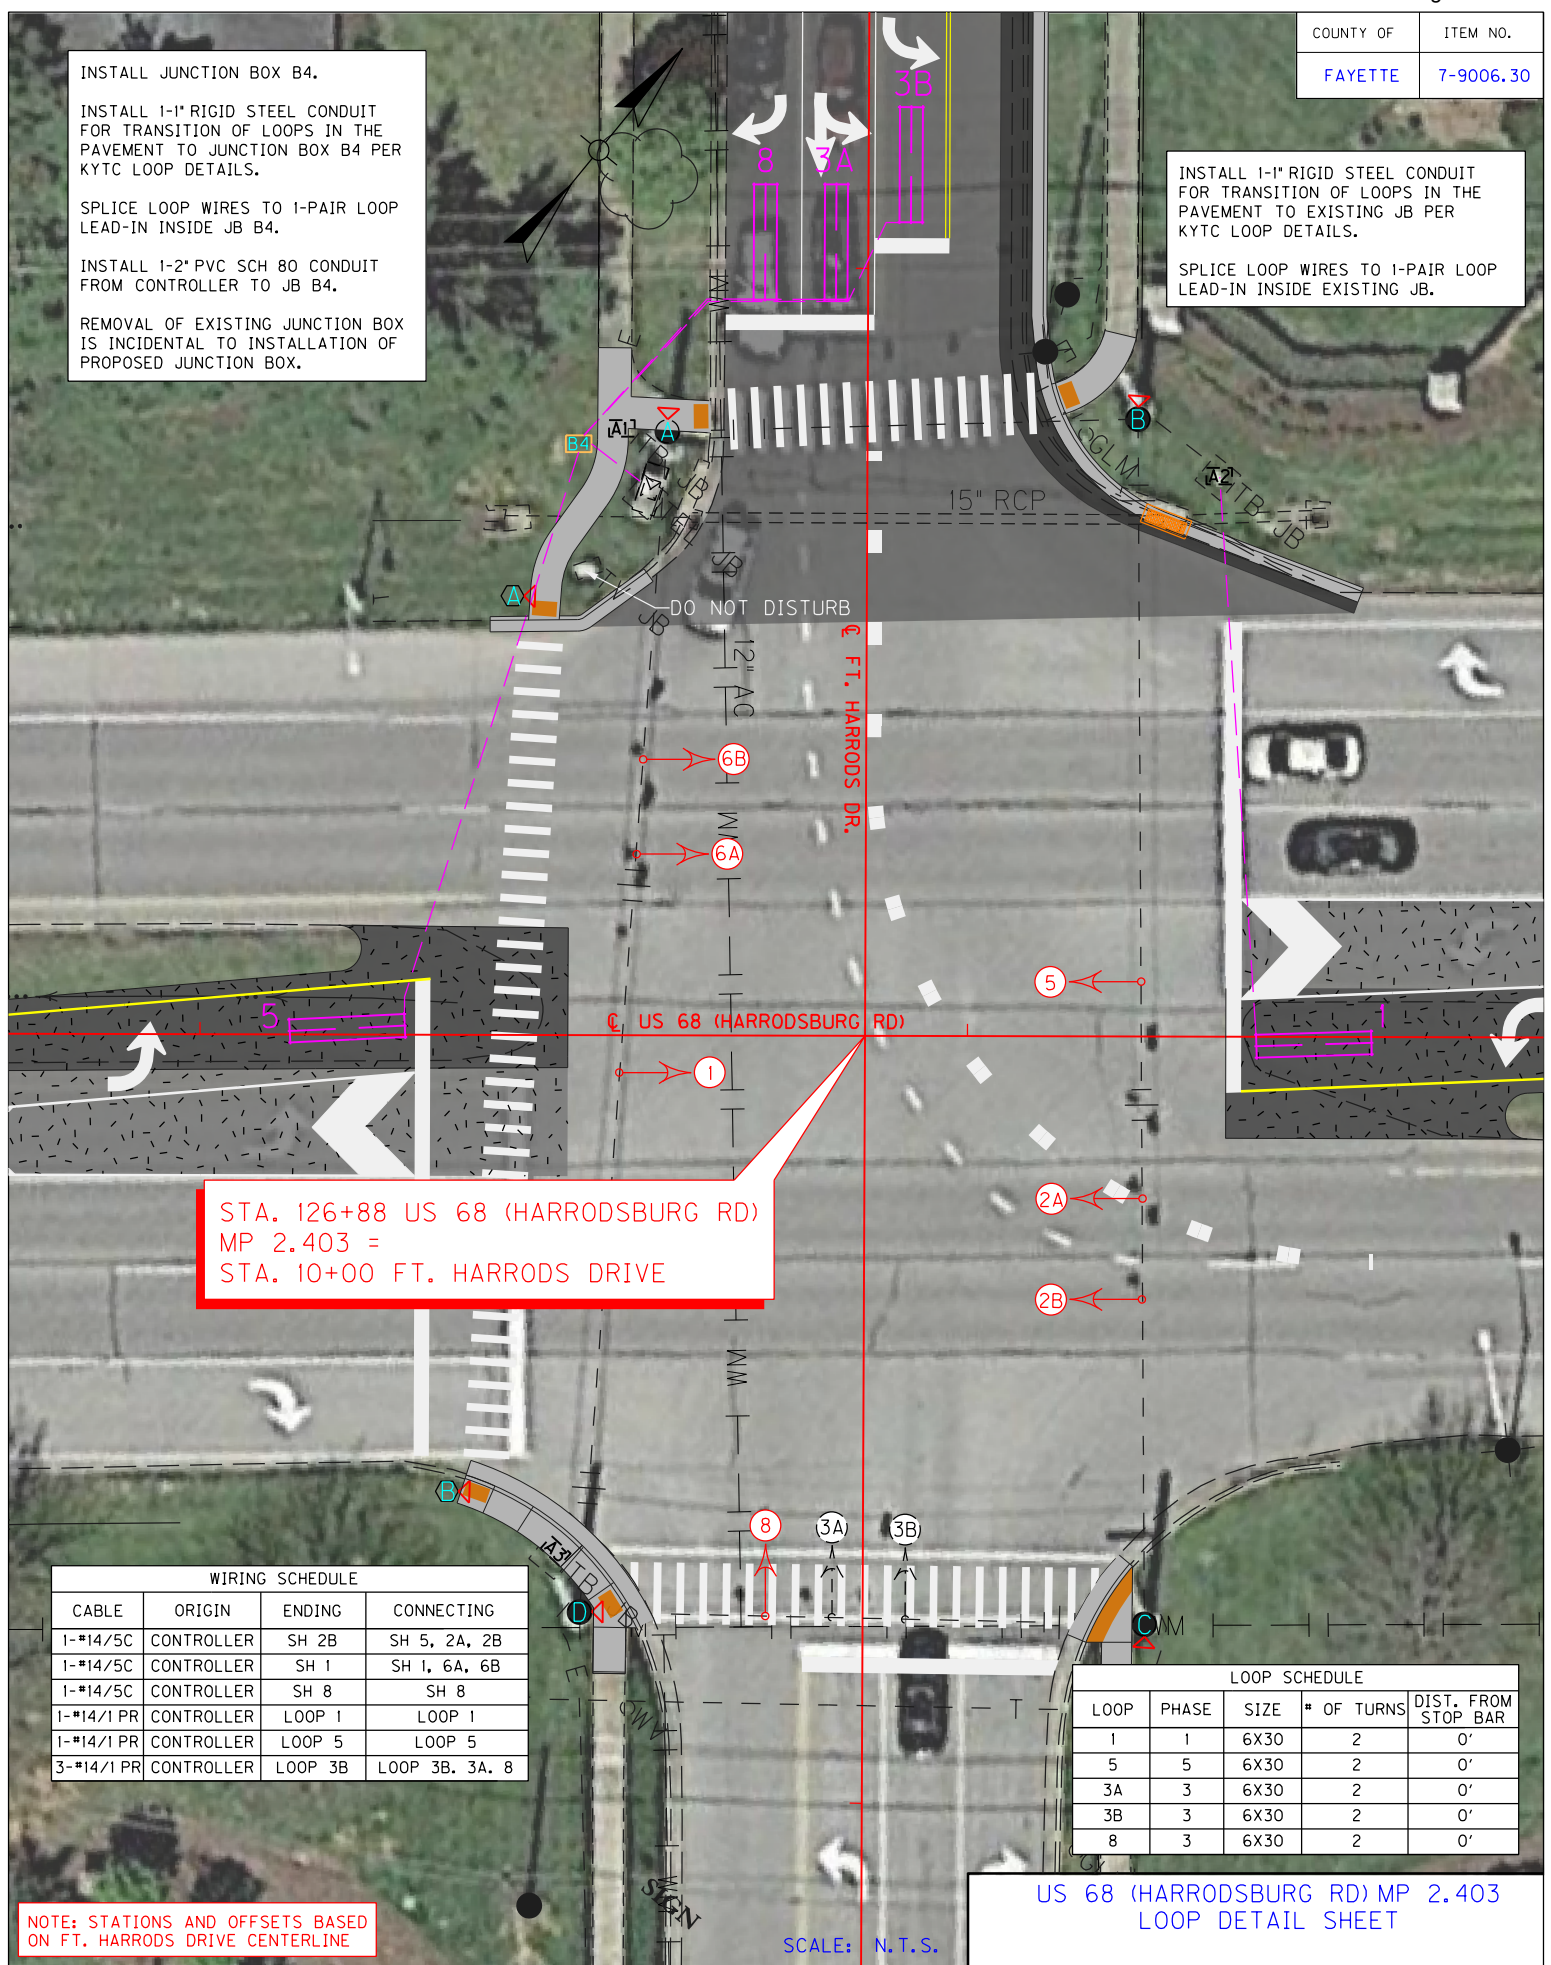 COUNTY OF ITEM NO.
FAYETTE 7-9006.30
INSTALL JUNCTION BOX B4.
INSTALL 1-1" RIGID STEEL CONDUIT
FOR TRANSITION OF LOOPS IN THE
PAVEMENT TO JUNCTION BOX B4 PER
KYTC LOOP DETAILS.
SPLICE LOOP WIRES TO 1-PAIR LOOP
LEAD-IN INSIDE JB B4.
INSTALL 1-2" PVC SCH 80 CONDUIT
FROM CONTROLLER TO JB B4.
REMOVAL OF EXISTING JUNCTION BOX
IS INCIDENTAL TO INSTALLATION OF
PROPOSED JUNCTION BOX.
INSTALL 1-1" RIGID STEEL CONDUIT
FOR TRANSITION OF LOOPS IN THE
PAVEMENT TO EXISTING JB PER
KYTC LOOP DETAILS.
SPLICE LOOP WIRES TO 1-PAIR LOOP
LEAD-IN INSIDE EXISTING JB.
3B
8
3A
WW
E
E
B4
A1
A
B
A2
TB
JB
JB
15" RCP
A
DO NOT DISTURB
JB
JB
12" AC
℄ FT. HARRODS DR.
6B
6A
WW
5
5
℄ US 68 (HARRODSBURG RD)
1
1
STA. 126+88 US 68 (HARRODSBURG RD)
MP 2.403 =
STA. 10+00 FT. HARRODS DRIVE
2A
2B
WW
B
A3
TB
D
8
3A
3B
C
E
T
WIRING SCHEDULE
CABLE ORIGIN ENDING CONNECTING
1-#14/5C CONTROLLER SH 2B SH 5, 2A, 2B
1-#14/5C CONTROLLER SH 1 SH 1, 6A, 6B
1-#14/5C CONTROLLER SH 8 SH 8
1-#14/1 PR CONTROLLER LOOP 1 LOOP 1
1-#14/1 PR CONTROLLER LOOP 5 LOOP 5
3-#14/1 PR CONTROLLER LOOP 3B LOOP 3B. 3A. 8
LOOP SCHEDULE
LOOP PHASE SIZE # OF TURNS DIST. FROM STOP BAR
1 1 6X30 2 0'
5 5 6X30 2 0'
3A 3 6X30 2 0'
3B 3 6X30 2 0'
8 3 6X30 2 0'
SIGN
NOTE: STATIONS AND OFFSETS BASED
ON FT. HARRODS DRIVE CENTERLINE
SCALE: N.T.S.
US 68 (HARRODSBURG RD) MP 2.403
LOOP DETAIL SHEET